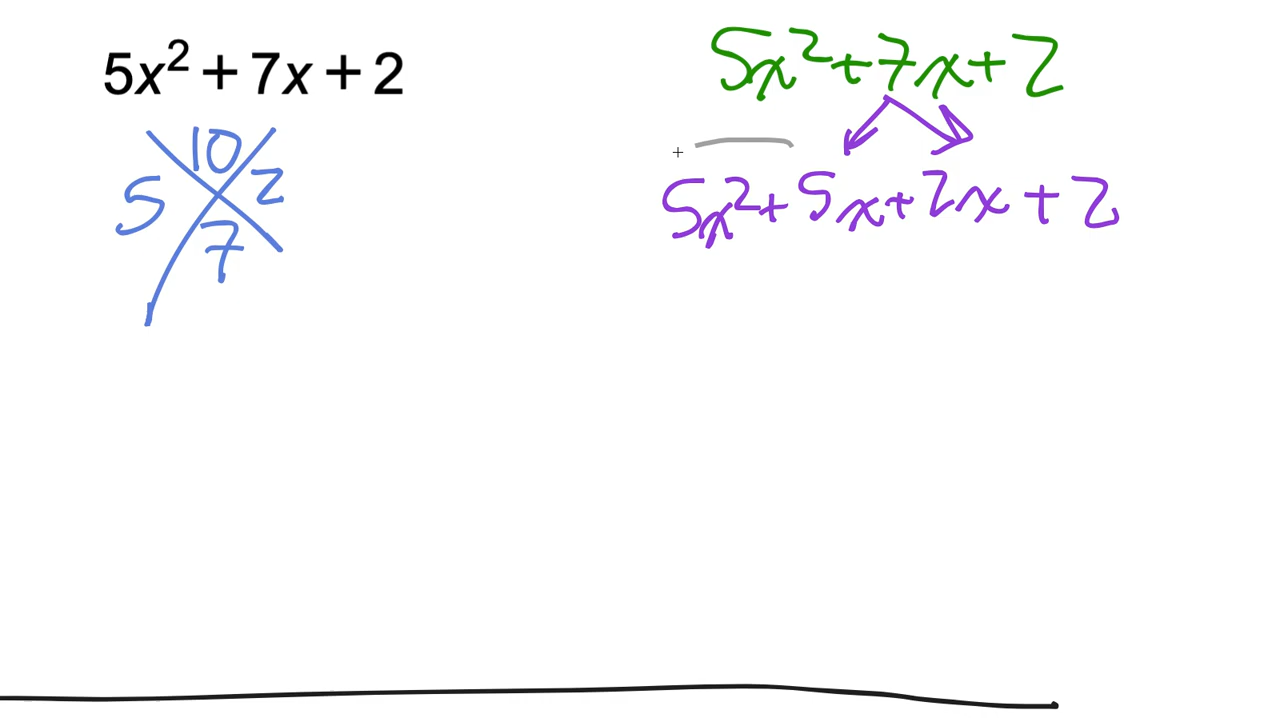 5x² + 7x + 2
10
5 2
7
5x² + 7x + 2
5x² + 5x + 2x + 2